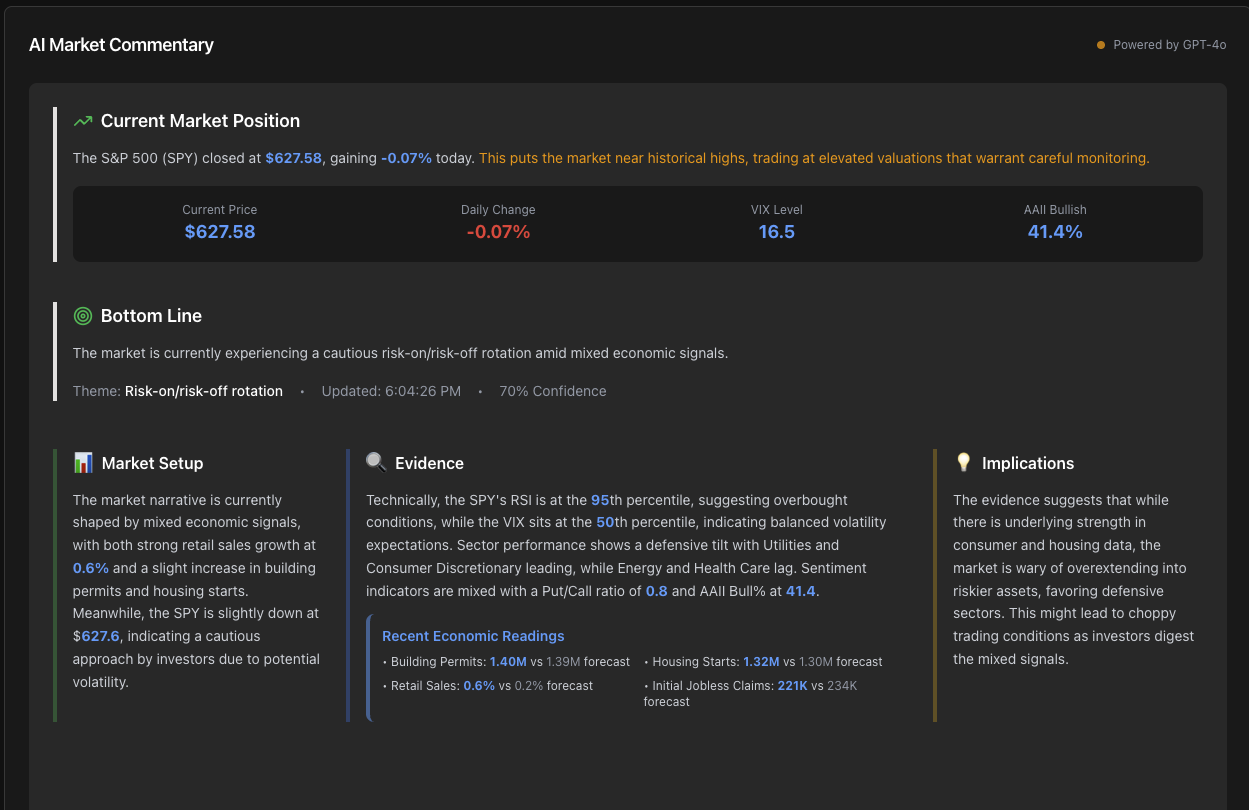 AI Market Commentary
Powered by GPT-4o
Current Market Position
The S&P 500 (SPY) closed at $627.58, gaining -0.07% today. This puts the market near historical highs, trading at elevated valuations that warrant careful monitoring.
Current Price
$627.58
Daily Change
-0.07%
VIX Level
16.5
AAII Bullish
41.4%
Bottom Line
The market is currently experiencing a cautious risk-on/risk-off rotation amid mixed economic signals.
Theme: Risk-on/risk-off rotation • Updated: 6:04:26 PM • 70% Confidence
Market Setup
The market narrative is currently
shaped by mixed economic signals,
with both strong retail sales growth at
0.6% and a slight increase in building
permits and housing starts.
Meanwhile, the SPY is slightly down at
$627.6, indicating a cautious
approach by investors due to potential
volatility.
Evidence
Technically, the SPY's RSI is at the 95th percentile, suggesting overbought
conditions, while the VIX sits at the 50th percentile, indicating balanced volatility
expectations. Sector performance shows a defensive tilt with Utilities and
Consumer Discretionary leading, while Energy and Health Care lag. Sentiment
indicators are mixed with a Put/Call ratio of 0.8 and AAII Bull% at 41.4.
Recent Economic Readings
• Building Permits: 1.40M vs 1.39M forecast
• Housing Starts: 1.32M vs 1.30M forecast
• Retail Sales: 0.6% vs 0.2% forecast
• Initial Jobless Claims: 221K vs 234K
forecast
Implications
The evidence suggests that while
there is underlying strength in
consumer and housing data, the
market is wary of overextending into
riskier assets, favoring defensive
sectors. This might lead to choppy
trading conditions as investors digest
the mixed signals.